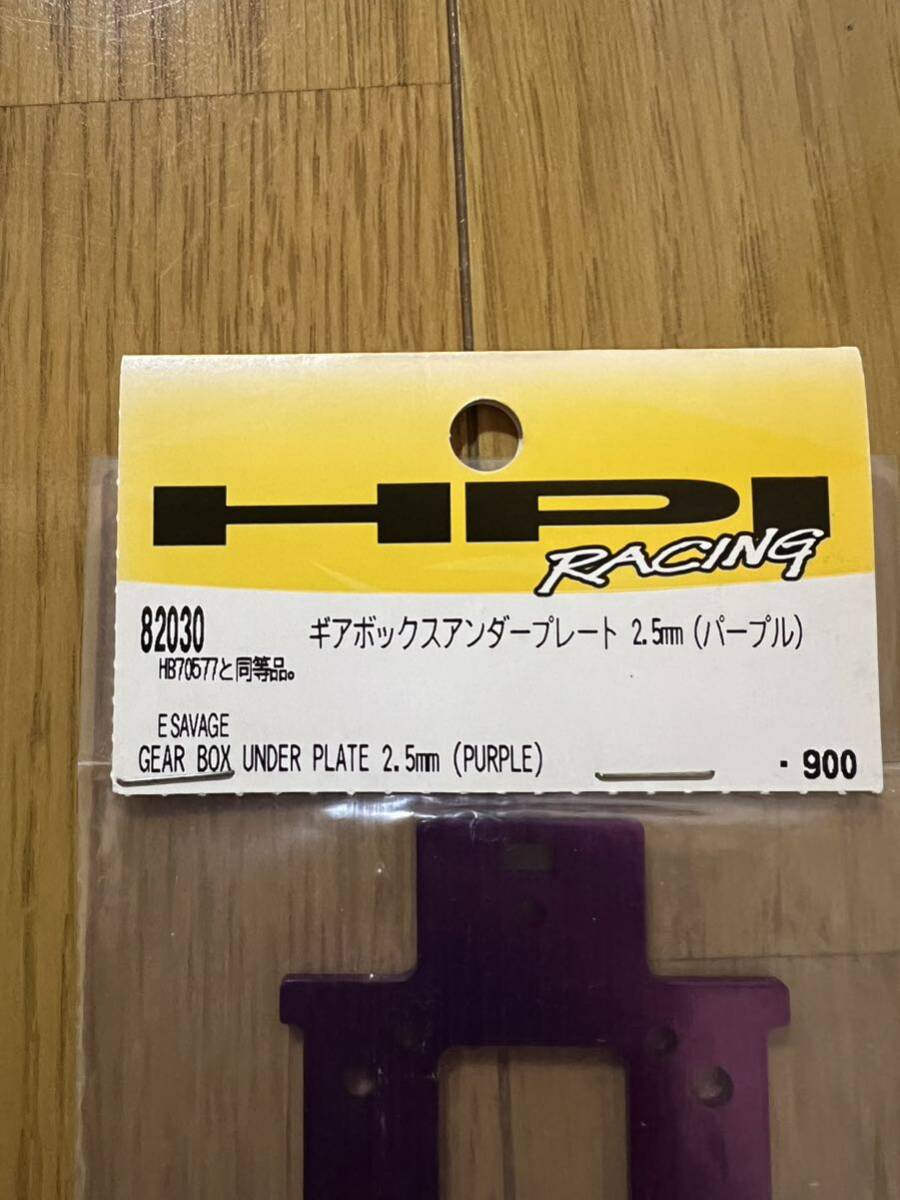 HPI
RACING
82030 ギアボックスアンダープレート 2.5mm (パープル)
HB70577と同等品。
E SAVAGE
GEAR BOX UNDER PLATE 2.5mm (PURPLE)
・900